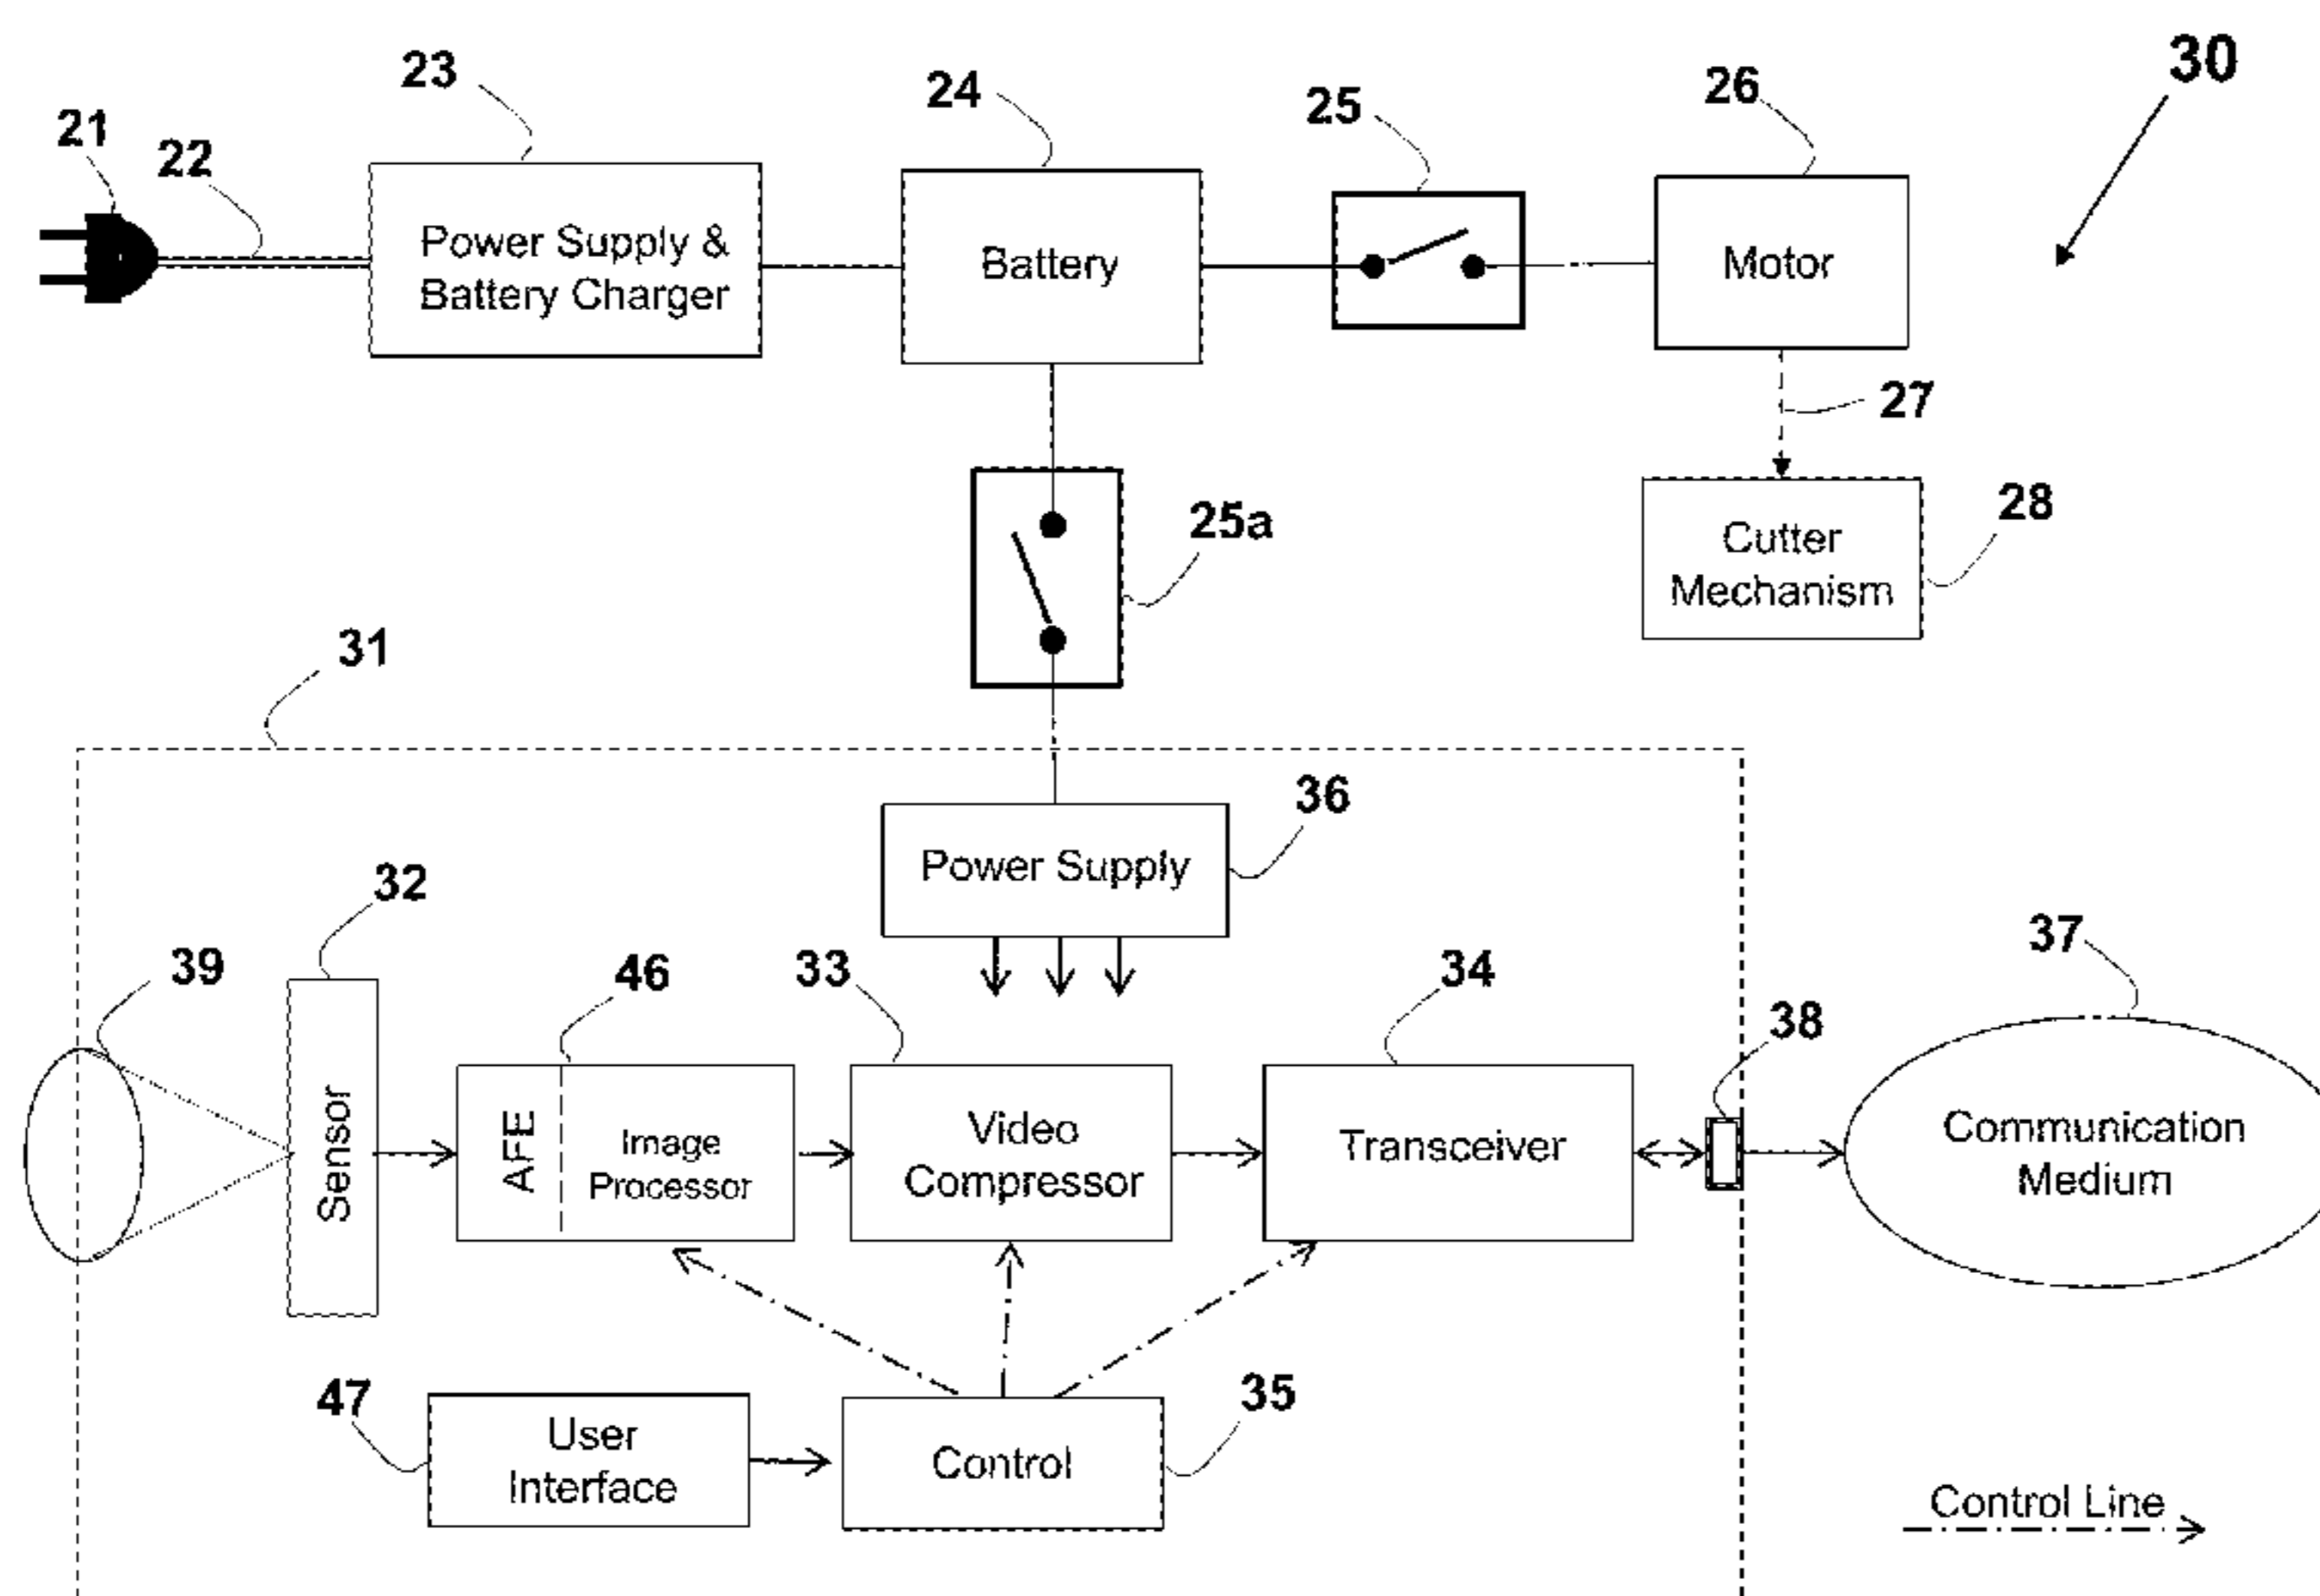 30
23
24
25
26
21
22
Power Supply &
Battery Charger
Battery
Motor
27
25a
28
Cutter
Mechanism
31
36
Power Supply
32
39
46
33
34
37
38
Sensor
AFE
Image
Processor
Video
Compressor
Transceiver
Communication
Medium
47
User
Interface
Control
35
Control Line